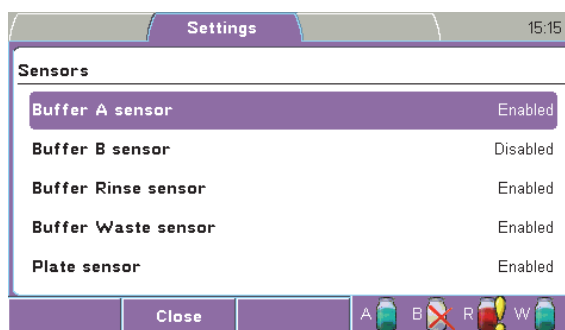 Settings 15:15
Sensors
Buffer A sensor Enabled
Buffer B sensor Disabled
Buffer Rinse sensor Enabled
Buffer Waste sensor Enabled
Plate sensor Enabled
Close A B R W